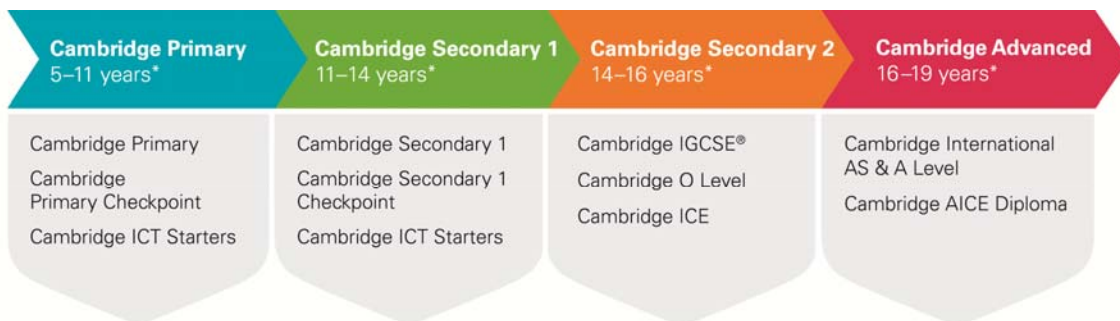 Cambridge Primary
5–11 years*
Cambridge Secondary 1
11–14 years*
Cambridge Secondary 2
14–16 years*
Cambridge Advanced
16–19 years*
Cambridge Primary
Cambridge
Primary Checkpoint
Cambridge ICT Starters
Cambridge Secondary 1
Cambridge Secondary 1
Checkpoint
Cambridge ICT Starters
Cambridge IGCSE®
Cambridge O Level
Cambridge ICE
Cambridge International
AS & A Level
Cambridge AICE Diploma